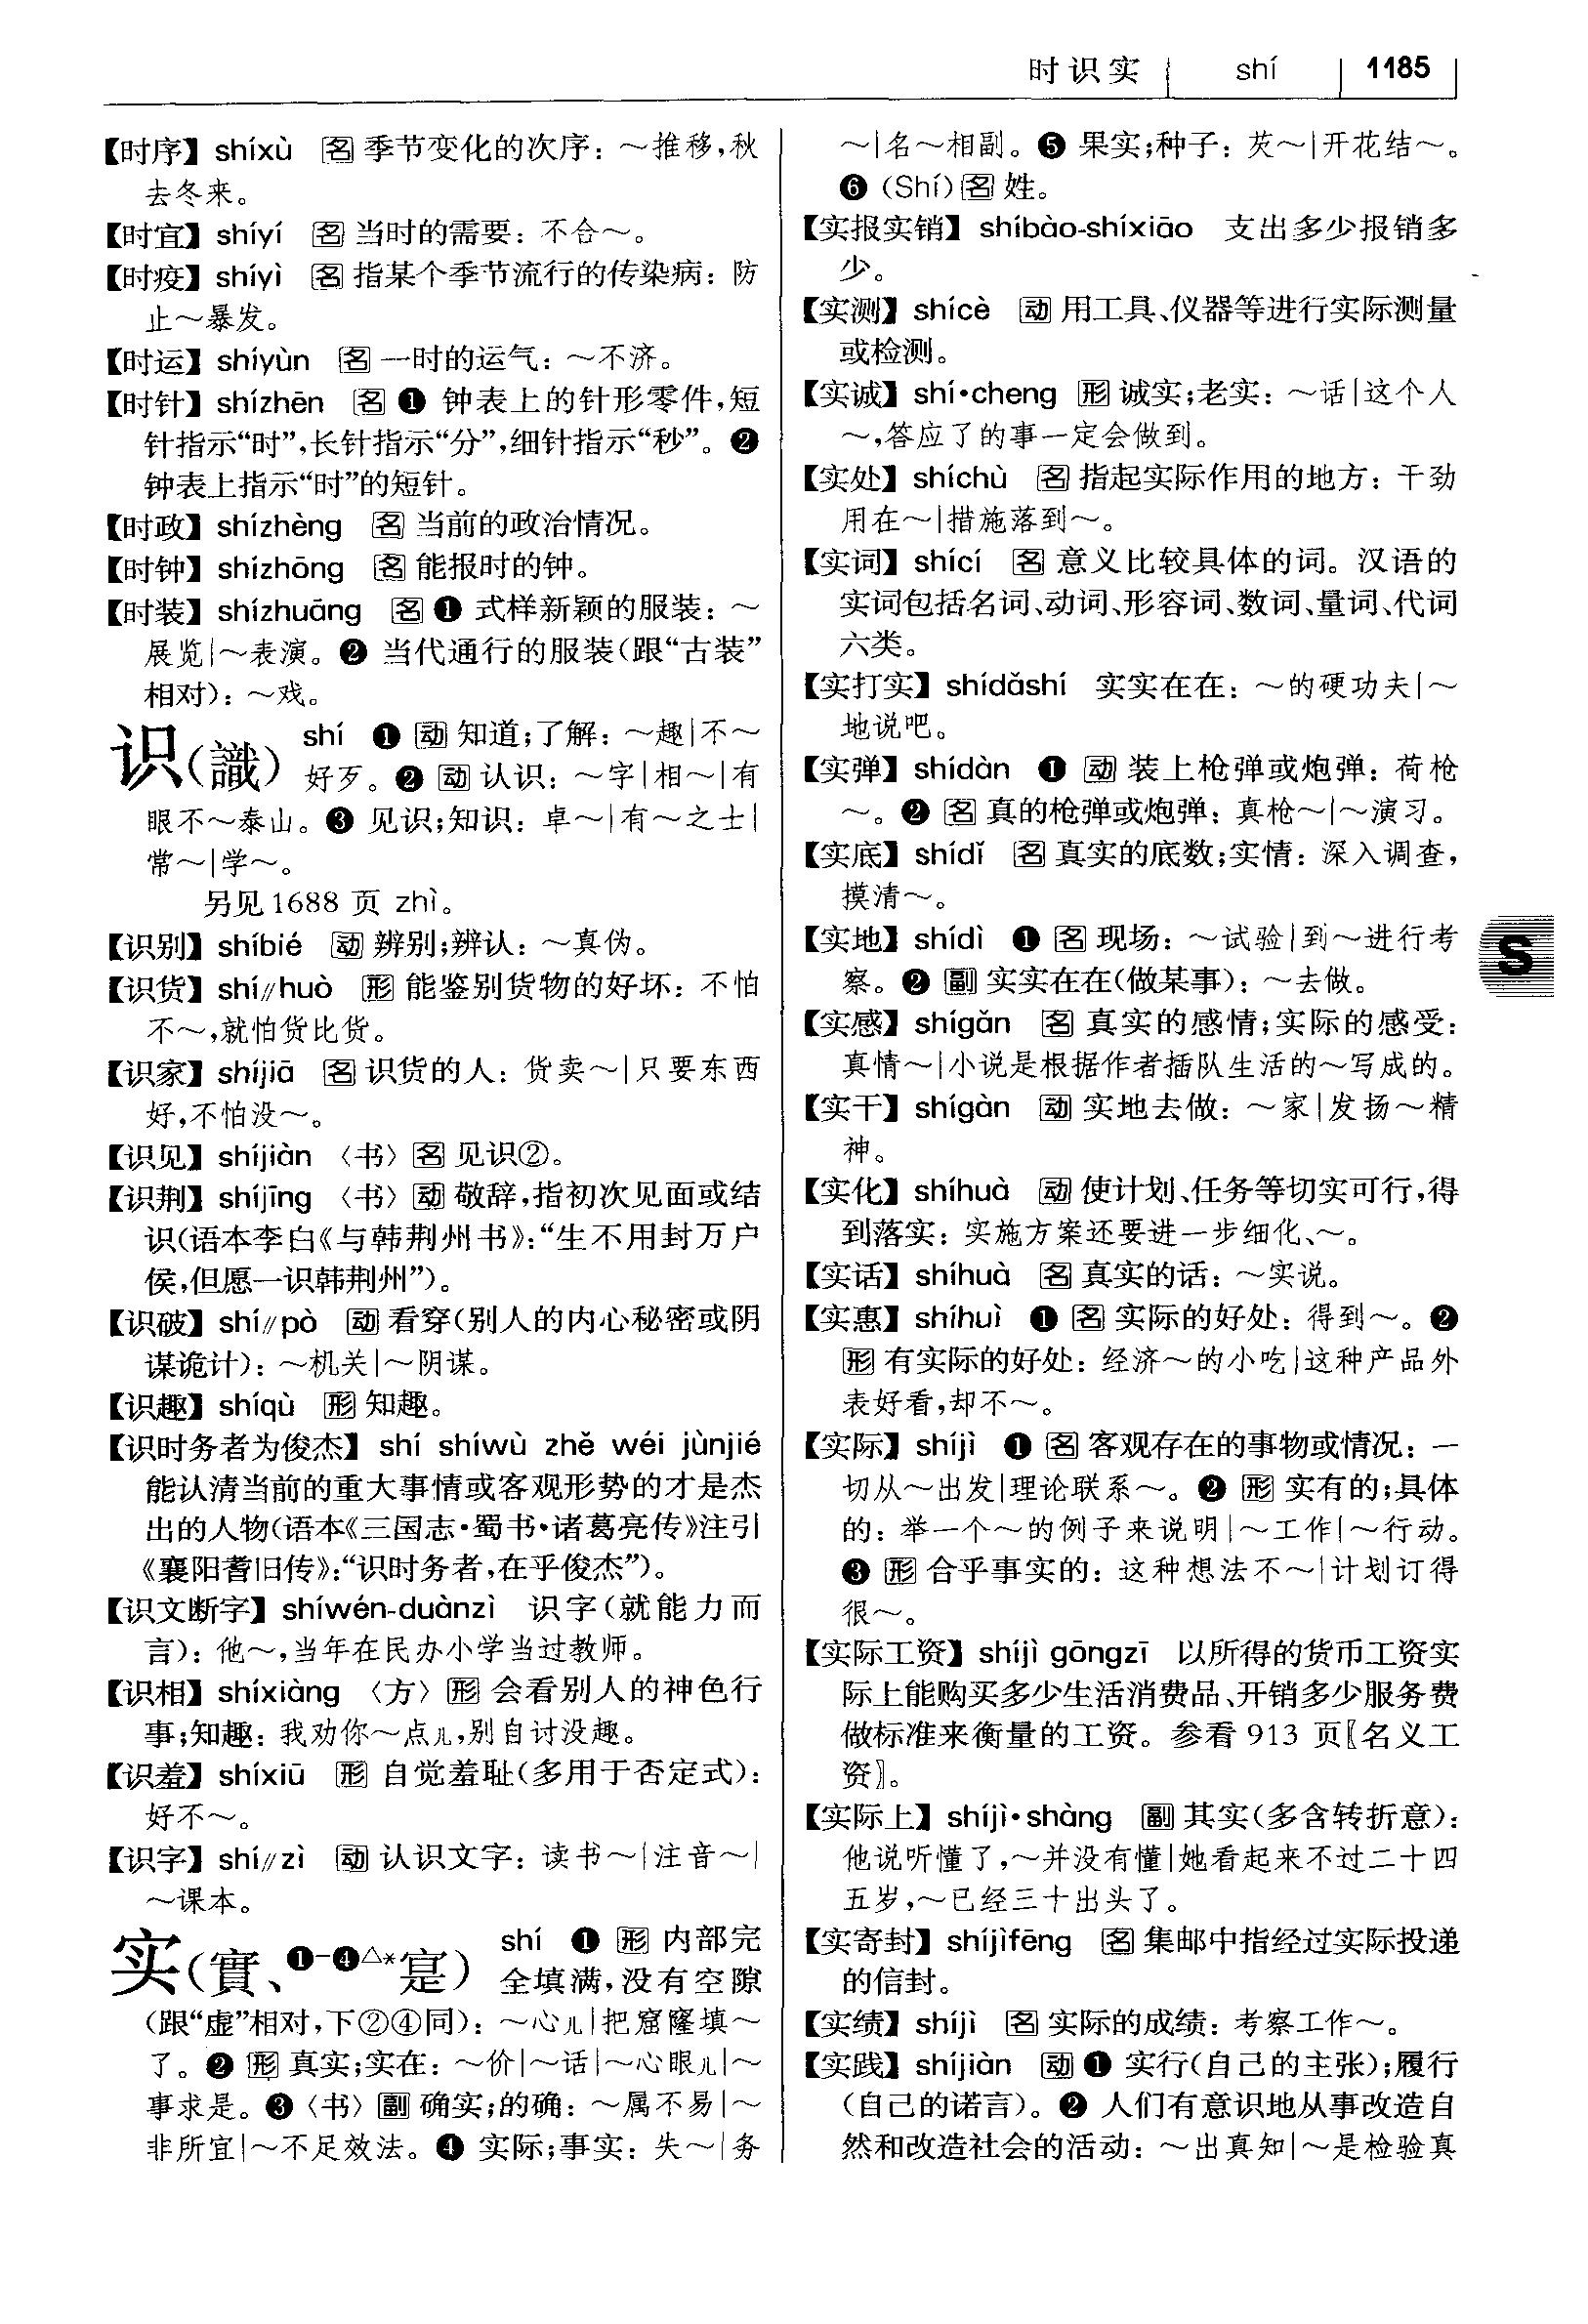 时识实 shí 1185
【时序】 shíxù 名 季节变化的次序：～推移，秋
去冬来。
【时宜】 shíyí 名 当时的需要：不合～。
【时疫】 shíyì 名 指某个季节流行的传染病：防
止～暴发。
【时运】 shíyùn 名 一时的运气：～不济。
【时针】 shízhēn 名 ❶ 钟表上的针形零件，短
针指示“时”，长针指示“分”，细针指示“秒”。❷
钟表上指示“时”的短针。
【时政】 shízhèng 名 当前的政治情况。
【时钟】 shízhōng 名 能报时的钟。
【时装】 shízhuāng 名 ❶ 式样新颖的服装：～
展览|～表演。❷ 当代通行的服装（跟“古装”
相对）：～戏。
识（識） shí ❶ 动 知道；了解：～趣|不～
好歹。❷ 动 认识：～字|相～|有
眼不～泰山。❸ 见识；知识：卓～|有～之士|
常～|学～。
另见1688 页 zhì。
【识别】 shíbié 动 辨别；辨认：～真伪。
【识货】 shí//huò 形 能鉴别货物的好坏：不怕
不～，就怕货比货。
【识家】 shíjiā 名 识货的人：货卖～|只要东西
好，不怕没～。
【识见】 shíjiàn 〈书〉 名 见识②。
【识荆】 shíjīng 〈书〉 动 敬辞，指初次见面或结
识（语本李白《与韩荆州书》：“生不用封万户
侯，但愿一识韩荆州”）。
【识破】 shí//pò 动 看穿（别人的内心秘密或阴
谋诡计）：～机关|～阴谋。
【识趣】 shíqù 形 知趣。
【识时务者为俊杰】 shí shíwù zhě wéi jùnjié
能认清当前的重大事情或客观形势的才是杰
出的人物（语本《三国志·蜀书·诸葛亮传》注引
《襄阳耆旧传》：“识时务者，在乎俊杰”）。
【识文断字】 shíwén-duànzì 识字（就能力而
言）：他～，当年在民办小学当过教师。
【识相】 shíxiàng 〈方〉 形 会看别人的神色行
事；知趣：我劝你～点儿，别自讨没趣。
【识羞】 shíxiū 形 自觉羞耻（多用于否定式）：
好不～。
【识字】 shí//zì 动 认识文字：读书～|注音～|
～课本。
实（實、❶-❹△*寔） shí ❶ 形 内部完
全填满，没有空隙
（跟“虚”相对，下②④同）：～心儿|把窟窿填～
了。❷ 形 真实；实在：～价|～话|～心眼儿|～
事求是。❸〈书〉副 确实；的确：～属不易|～
非所宜|～不足效法。❹ 实际；事实：失～|务
～|名～相副。❺ 果实；种子：芡～|开花结～。
❻ （Shí）名 姓。
【实报实销】 shíbào-shíxiāo 支出多少报销多
少。
【实测】 shícè 动 用工具、仪器等进行实际测量
或检测。
【实诚】 shí·cheng 形 诚实；老实：～话|这个人
～，答应了的事一定会做到。
【实处】 shíchù 名 指起实际作用的地方：干劲
用在～|措施落到～。
【实词】 shící 名 意义比较具体的词。汉语的
实词包括名词、动词、形容词、数词、量词、代词
六类。
【实打实】 shídǎshí 实实在在：～的硬功夫|～
地说吧。
【实弹】 shídàn ❶ 动 装上枪弹或炮弹：荷枪
～。❷ 名 真的枪弹或炮弹：真枪～|～演习。
【实底】 shídǐ 名 真实的底数；实情：深入调查，
摸清～。
【实地】 shídì ❶ 名 现场：～试验|到～进行考
察。❷ 副 实实在在（做某事）：～去做。
【实感】 shígǎn 名 真实的感情；实际的感受：
真情～|小说是根据作者插队生活的～写成的。
【实干】 shígàn 动 实地去做：～家|发扬～精
神。
【实化】 shíhuà 动 使计划、任务等切实可行，得
到落实：实施方案还要进一步细化、～。
【实话】 shíhuà 名 真实的话：～实说。
【实惠】 shíhuì ❶ 名 实际的好处：得到～。❷
形 有实际的好处：经济～的小吃|这种产品外
表好看，却不～。
【实际】 shíjì ❶ 名 客观存在的事物或情况：一
切从～出发|理论联系～。❷ 形 实有的；具体
的：举一个～的例子来说明|～工作|～行动。
❸ 形 合乎事实的：这种想法不～|计划订得
很～。
【实际工资】 shíjì gōngzī 以所得的货币工资实
际上能购买多少生活消费品、开销多少服务费
做标准来衡量的工资。参看 913 页〖名义工
资〗。
【实际上】 shíjì·shàng 副 其实（多含转折意）：
他说听懂了，～并没有懂|她看起来不过二十四
五岁，～已经三十出头了。
【实寄封】 shíjìfēng 名 集邮中指经过实际投递
的信封。
【实绩】 shíjì 名 实际的成绩：考察工作～。
【实践】 shíjiàn 动 ❶ 实行（自己的主张）；履行
（自己的诺言）。❷ 人们有意识地从事改造自
然和改造社会的活动：～出真知|～是检验真
S